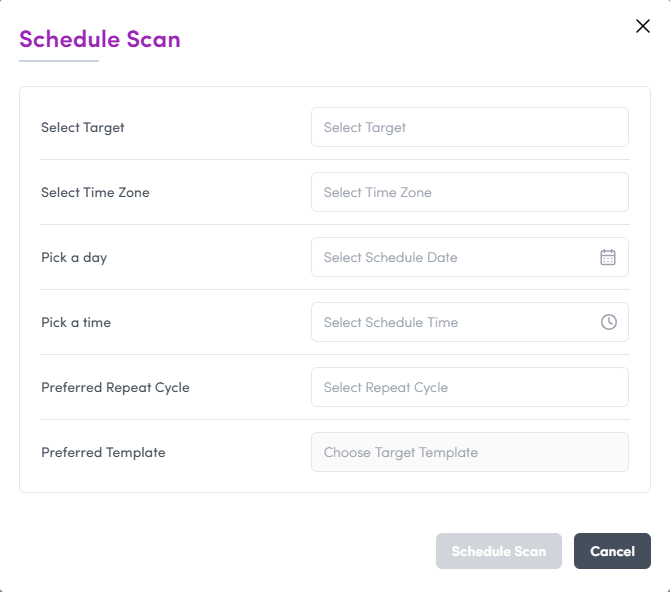 Schedule Scan
Select Target
Select Target
Select Time Zone
Select Time Zone
Pick a day
Select Schedule Date
Pick a time
Select Schedule Time
Preferred Repeat Cycle
Select Repeat Cycle
Preferred Template
Choose Target Template
Schedule Scan
Cancel